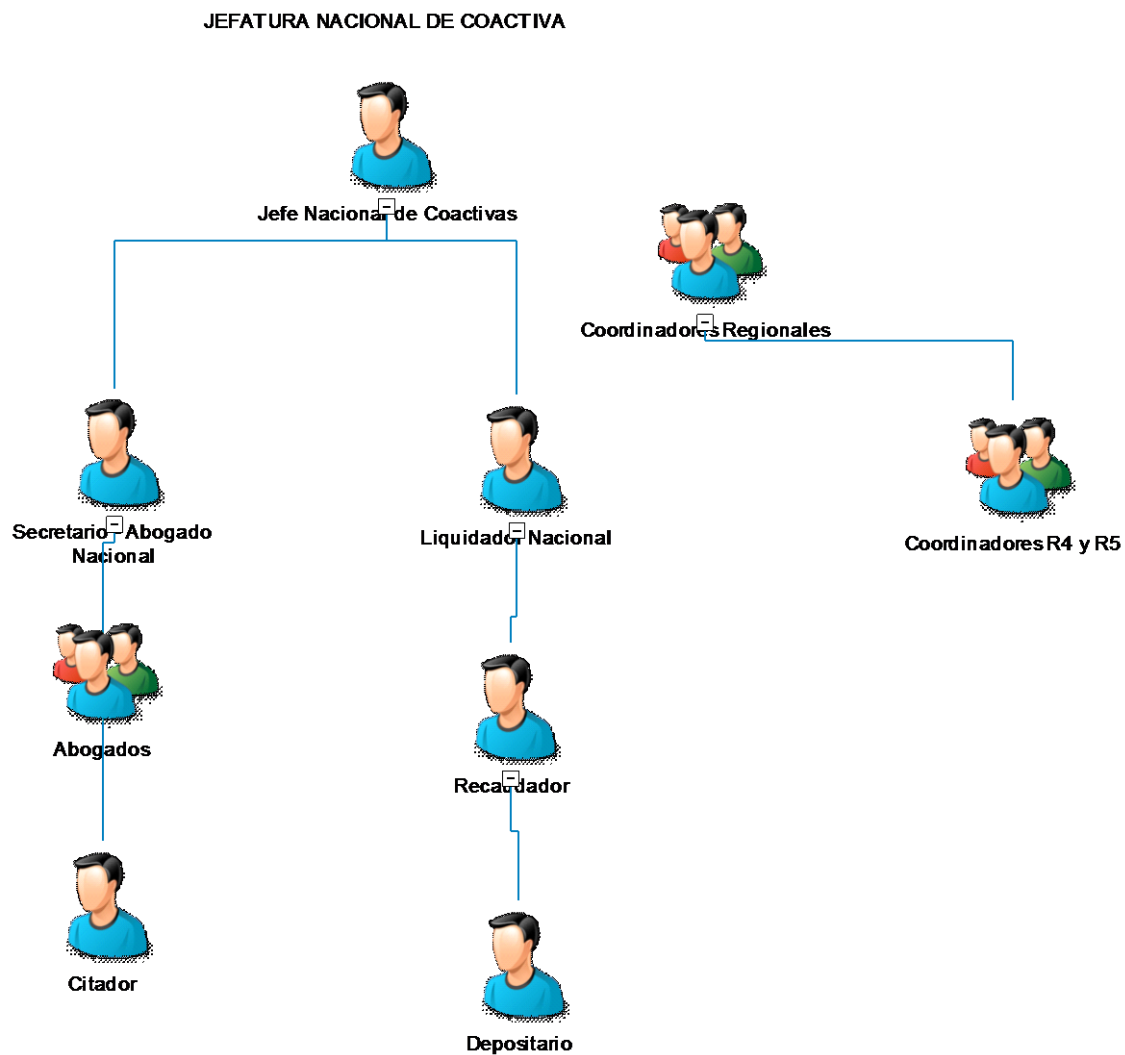 JEFATURA NACIONAL DE COACTIVA
Jefe Nacional de Coactivas
Coordinadores Regionales
Secretario - Abogado
Nacional
Liquidador Nacional
Coordinadores R4 y R5
Abogados
Recaudador
Citador
Depositario